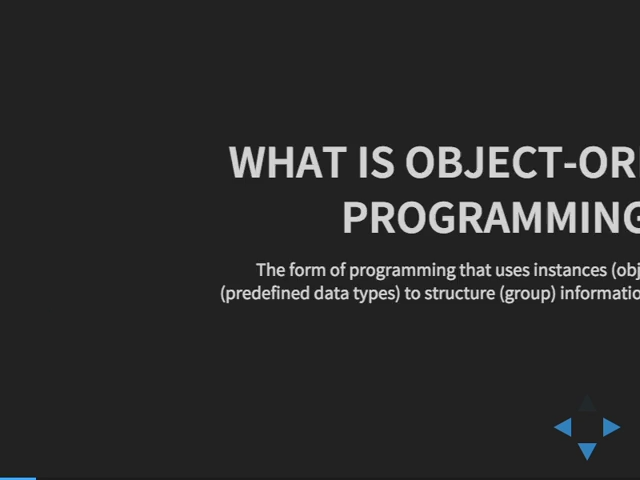 WHAT IS OBJECT-ORI
PROGRAMMING
The form of programming that uses instances (obj
(predefined data types) to structure (group) informatio